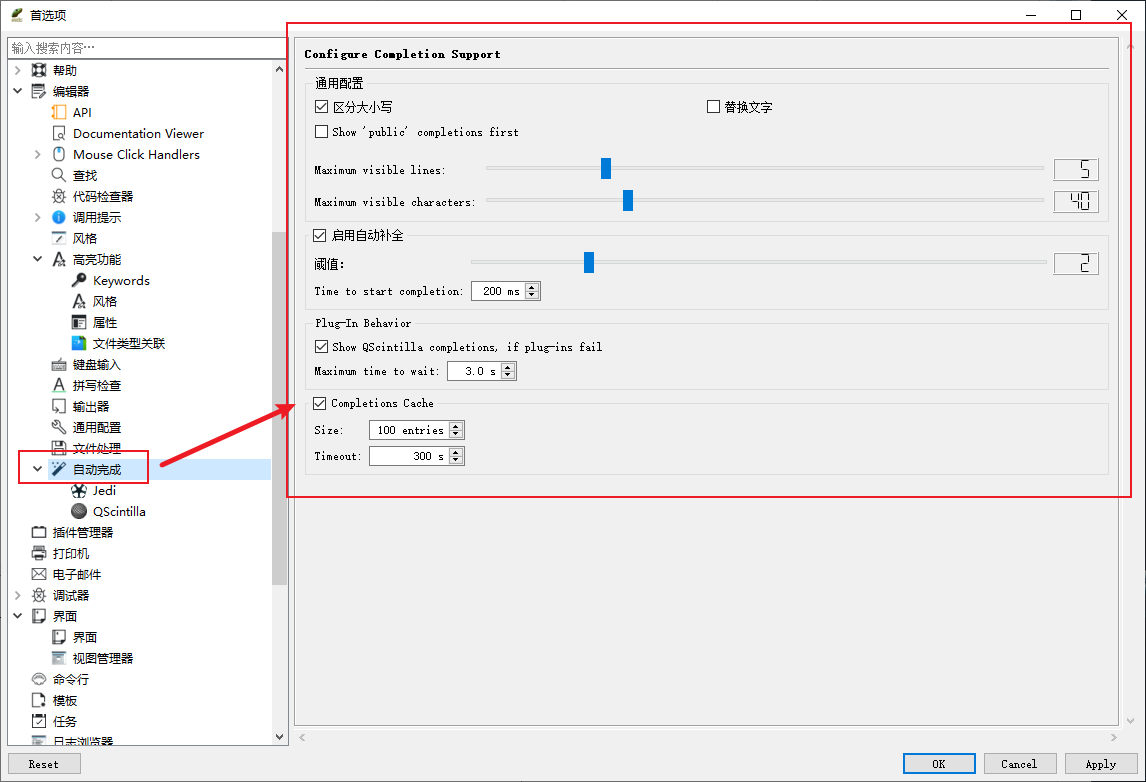 首选项
输入搜索内容…
帮助
编辑器
API
Documentation Viewer
Mouse Click Handlers
查找
代码检查器
调用提示
风格
高亮功能
Keywords
风格
属性
文件类型关联
键盘输入
拼写检查
输出器
通用配置
文件处理
自动完成
Jedi
QScintilla
插件管理器
打印机
电子邮件
调试器
界面
界面
视图管理器
命令行
模板
任务
日志浏览器
Configure Completion Support
通用配置
区分大小写 替换文字
Show 'public' completions first
Maximum visible lines: 5
Maximum visible characters: 40
启用自动补全
阈值: 2
Time to start completion: 200 ms
Plug-In Behavior
Show QScintilla completions, if plug-ins fail
Maximum time to wait: 3.0 s
Completions Cache
Size: 100 entries
Timeout: 300 s
Reset OK Cancel Apply